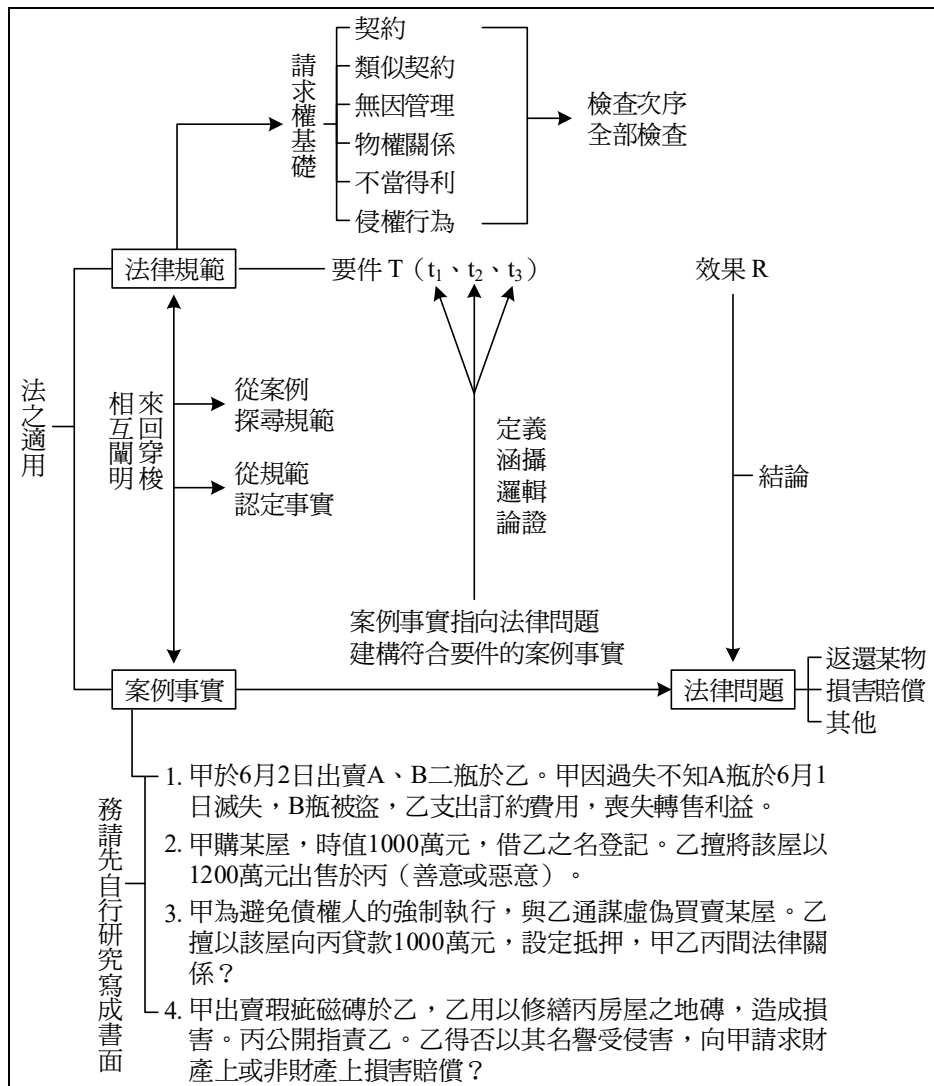 請求權基礎
契約
類似契約
無因管理
物權關係
不當得利
侵權行為
檢查次序
全部檢查
法律規範
要件 T（t1、t2、t3）
效果 R
法之適用
來回穿梭
相互闡明
從案例
探尋規範
從規範
認定事實
定義
涵攝
邏輯
論證
結論
案例事實指向法律問題
建構符合要件的案例事實
案例事實
法律問題
返還某物
損害賠償
其他
務請先自行研究寫成書面
1. 甲於6月2日出賣A、B二瓶於乙。甲因過失不知A瓶於6月1
日滅失，B瓶被盜，乙支出訂約費用，喪失轉售利益。
2. 甲購某屋，時值1000萬元，借乙之名登記。乙擅將該屋以
1200萬元出售於丙（善意或惡意）。
3. 甲為避免債權人的強制執行，與乙通謀虛偽買賣某屋。乙
擅以該屋向丙貸款1000萬元，設定抵押，甲乙丙間法律關
係？
4. 甲出賣瑕疵磁磚於乙，乙用以修繕丙房屋之地磚，造成損
害。丙公開指責乙。乙得否以其名譽受侵害，向甲請求財
產上或非財產上損害賠償？